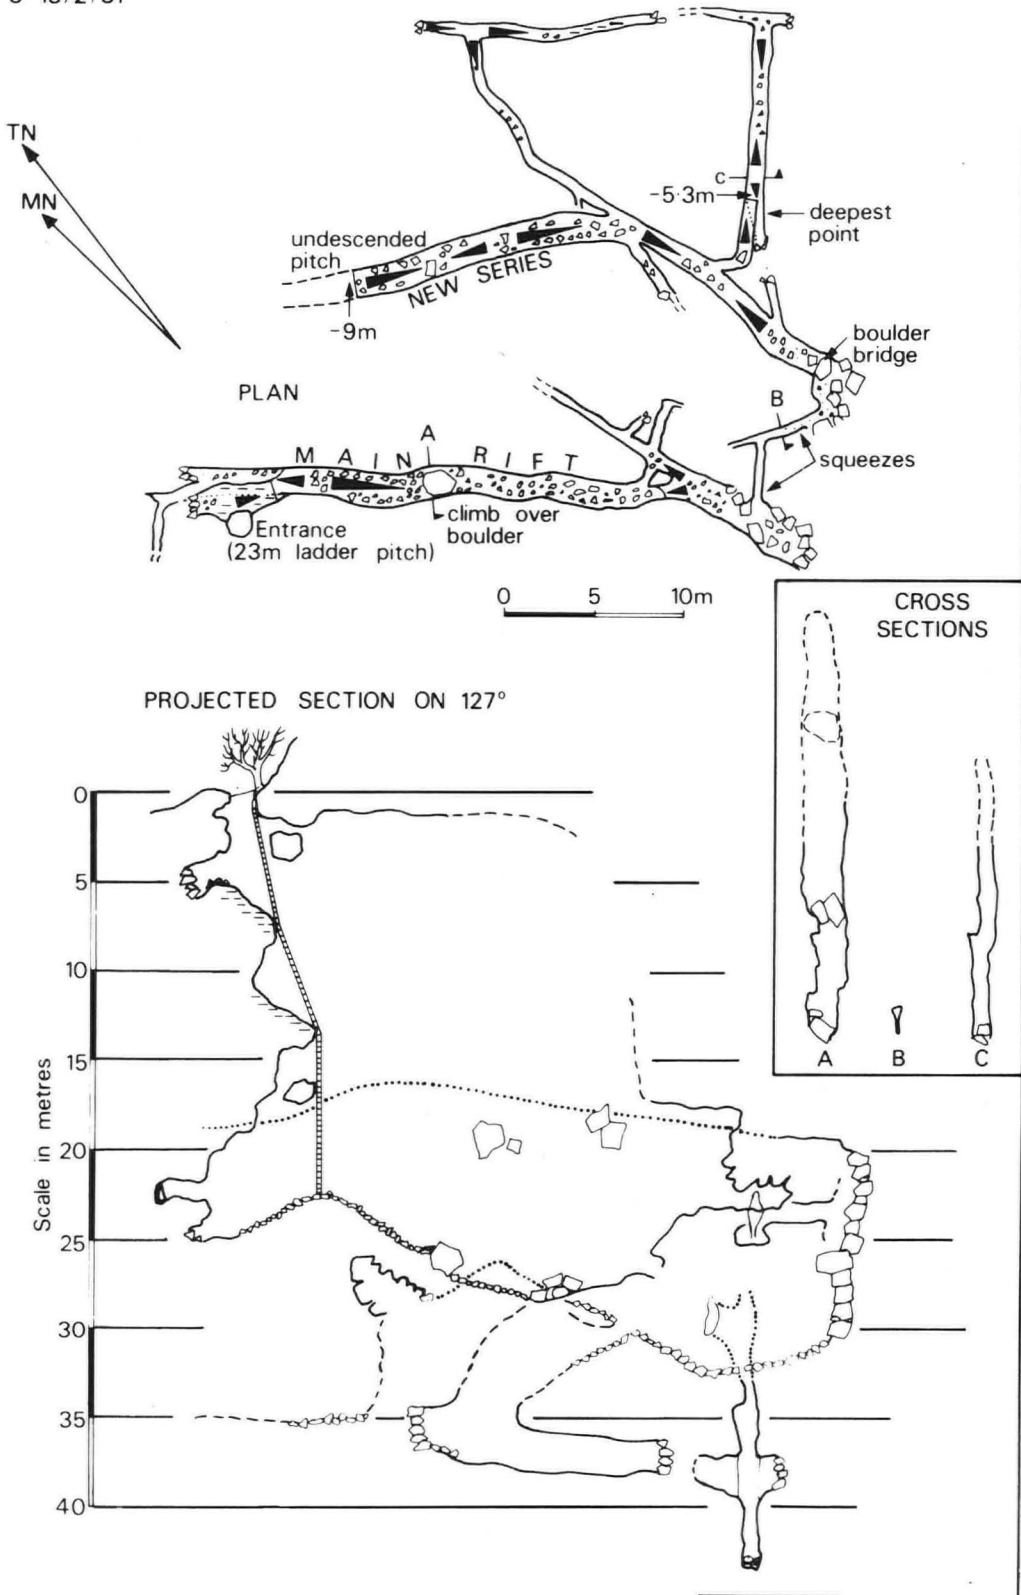 TN
MN
C
-5·3m
deepest
point
undescended
pitch
NEW SERIES
-9m
boulder
bridge
PLAN
B
A
MAIN RIFT
squeezes
climb over
boulder
Entrance
(23m ladder pitch)
0 5 10m
CROSS
SECTIONS
A B C
PROJECTED SECTION ON 127°
0
5
10
15
20
25
30
35
40
Scale in metres